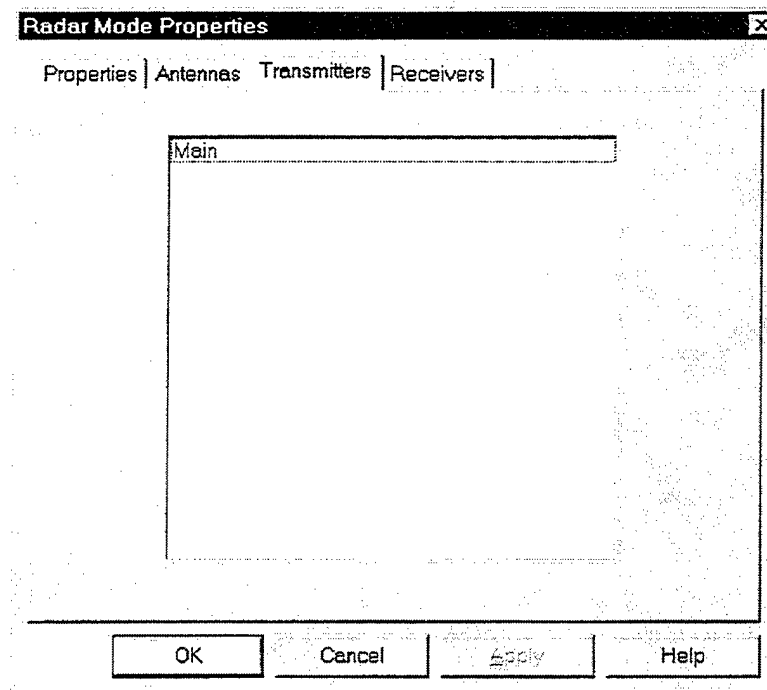 Radar Mode Properties
Properties Antennas Transmitters Receivers
Main
OK Cancel Apply Help